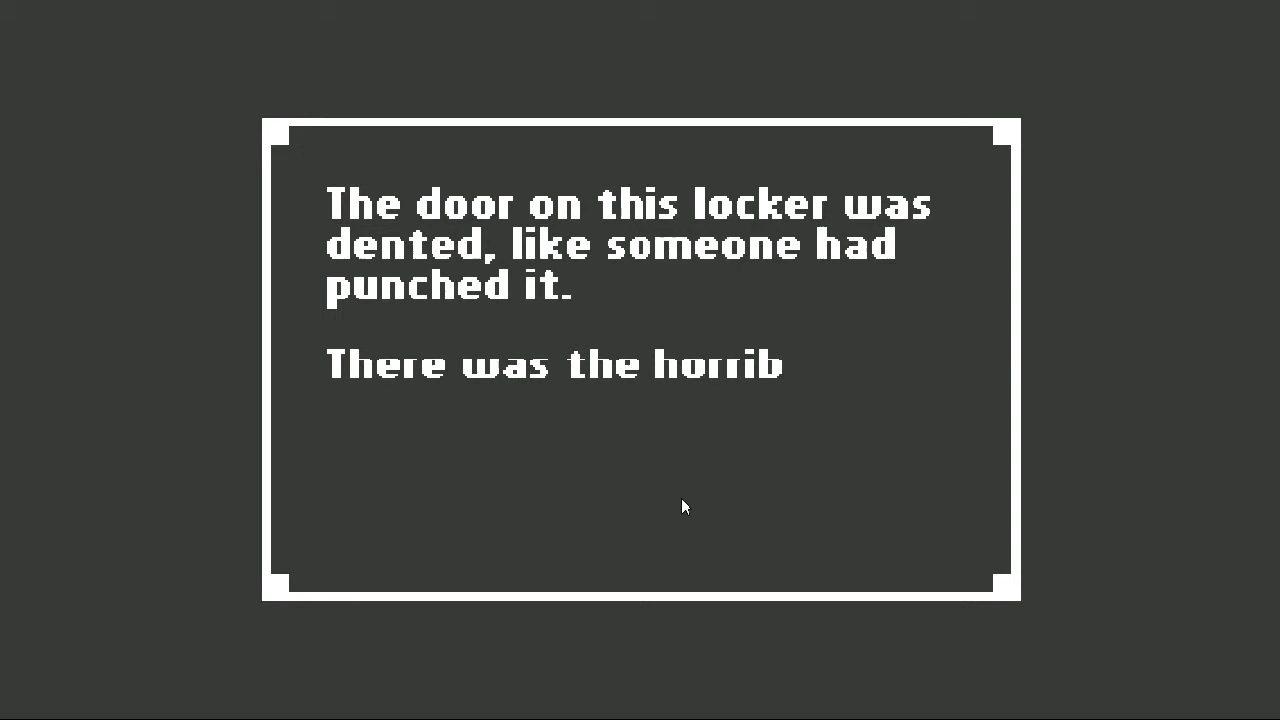 The door on this locker was
dented, like someone had
punched it.
There was the horrib